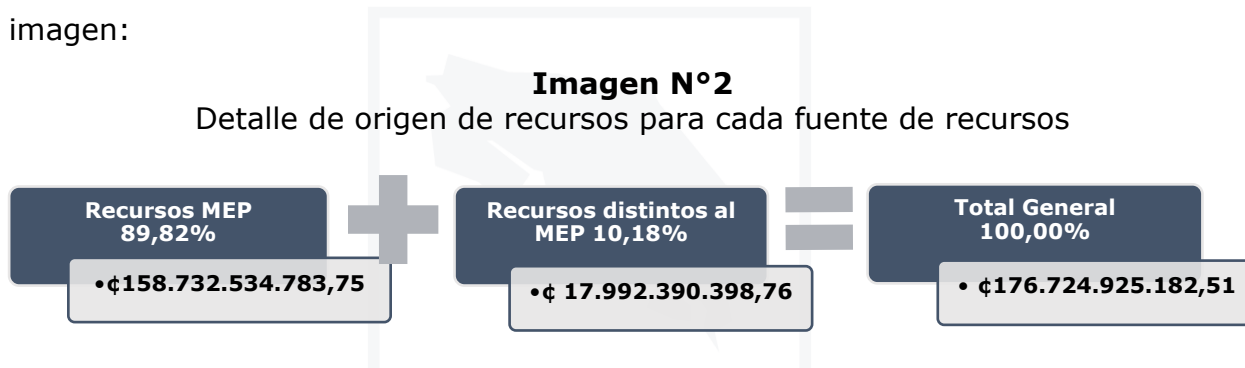 imagen:
Imagen N°2
Detalle de origen de recursos para cada fuente de recursos
Recursos MEP
89,82%
•¢158.732.534.783,75
Recursos distintos al
MEP 10,18%
•¢ 17.992.390.398,76
Total General
100,00%
• ¢176.724.925.182,51